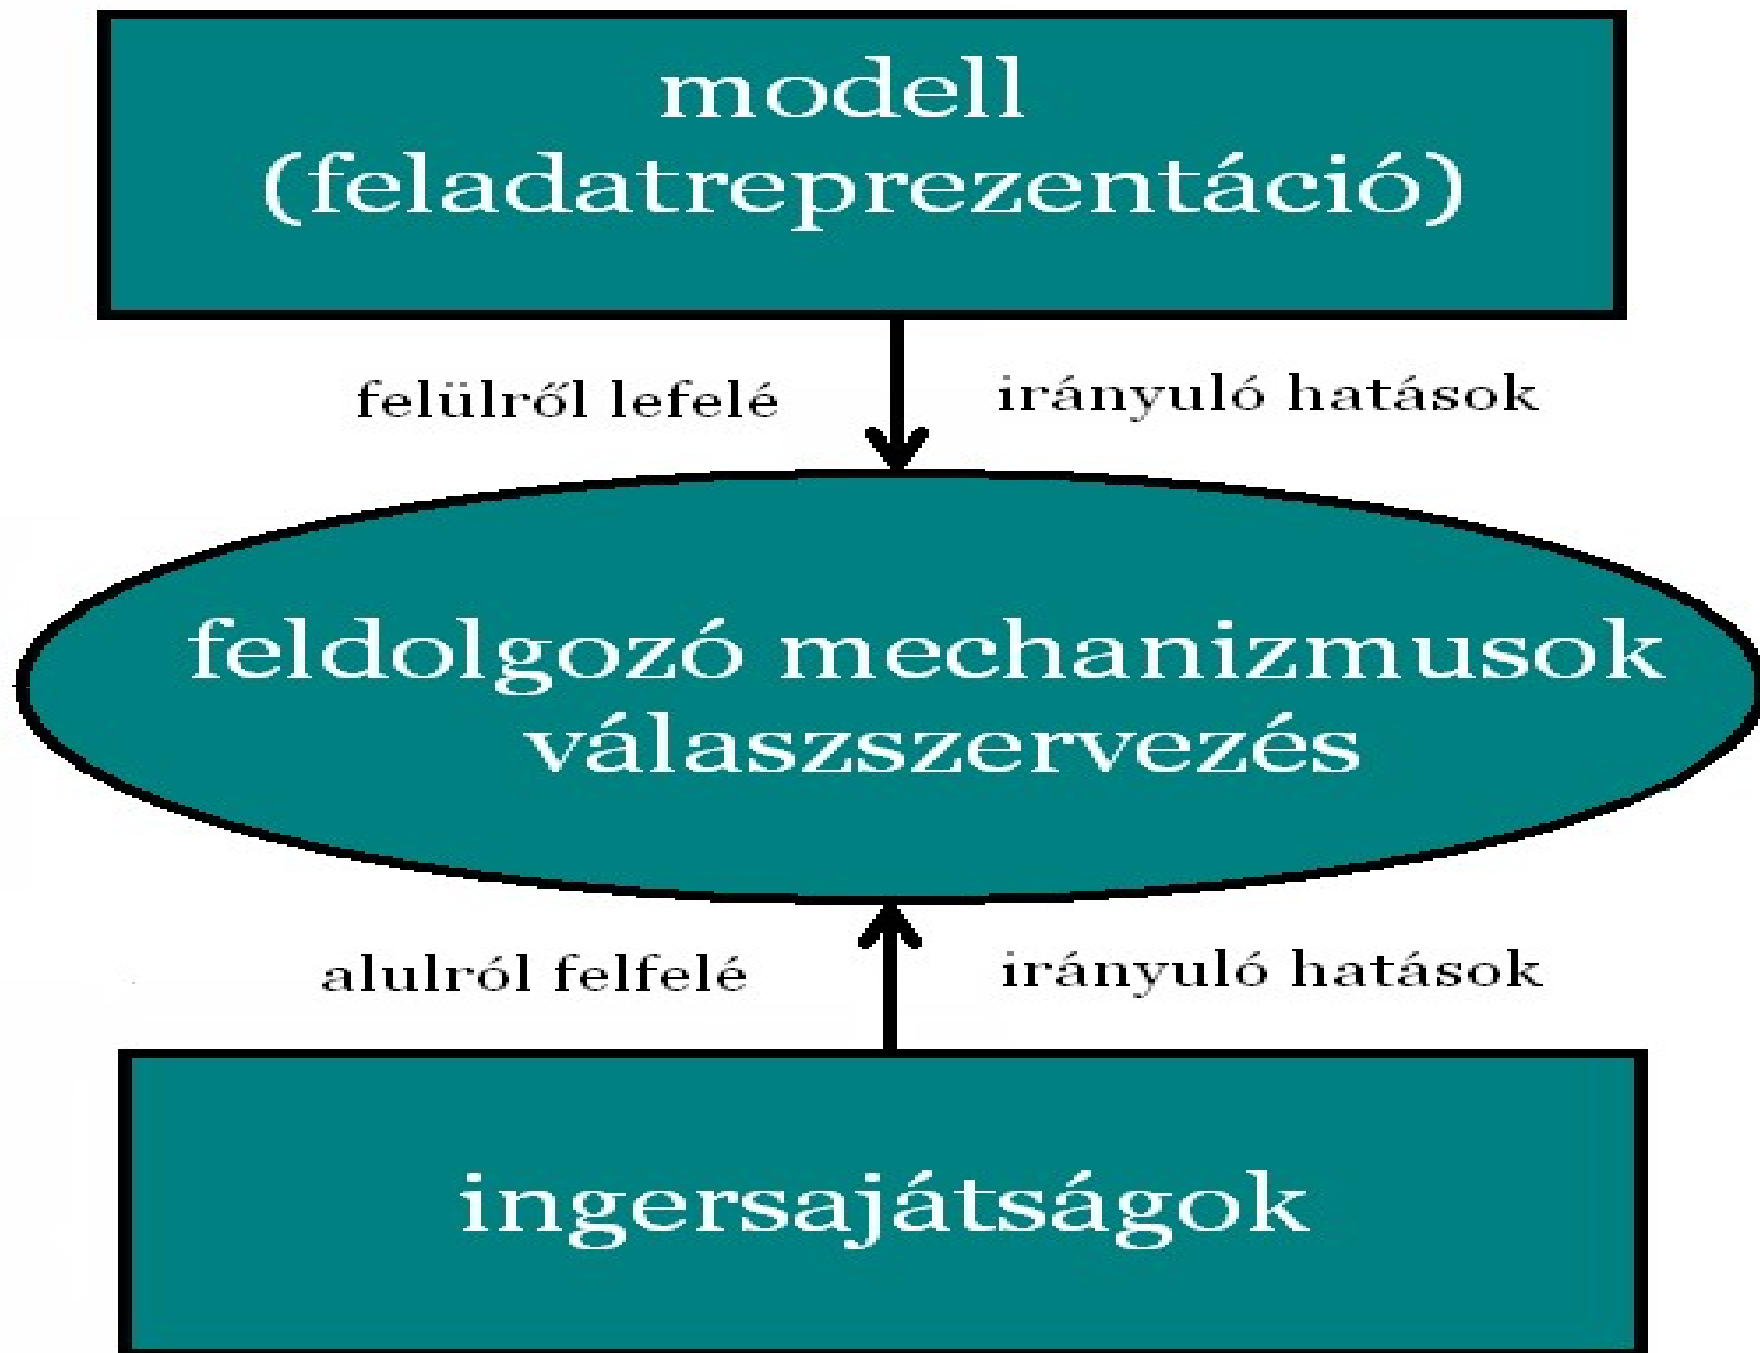 modell
(feladatreprezentáció)
felülről lefelé irányuló hatások
feldolgozó mechanizmusok
válaszszervezés
alulról felfelé irányuló hatások
ingersajátságok